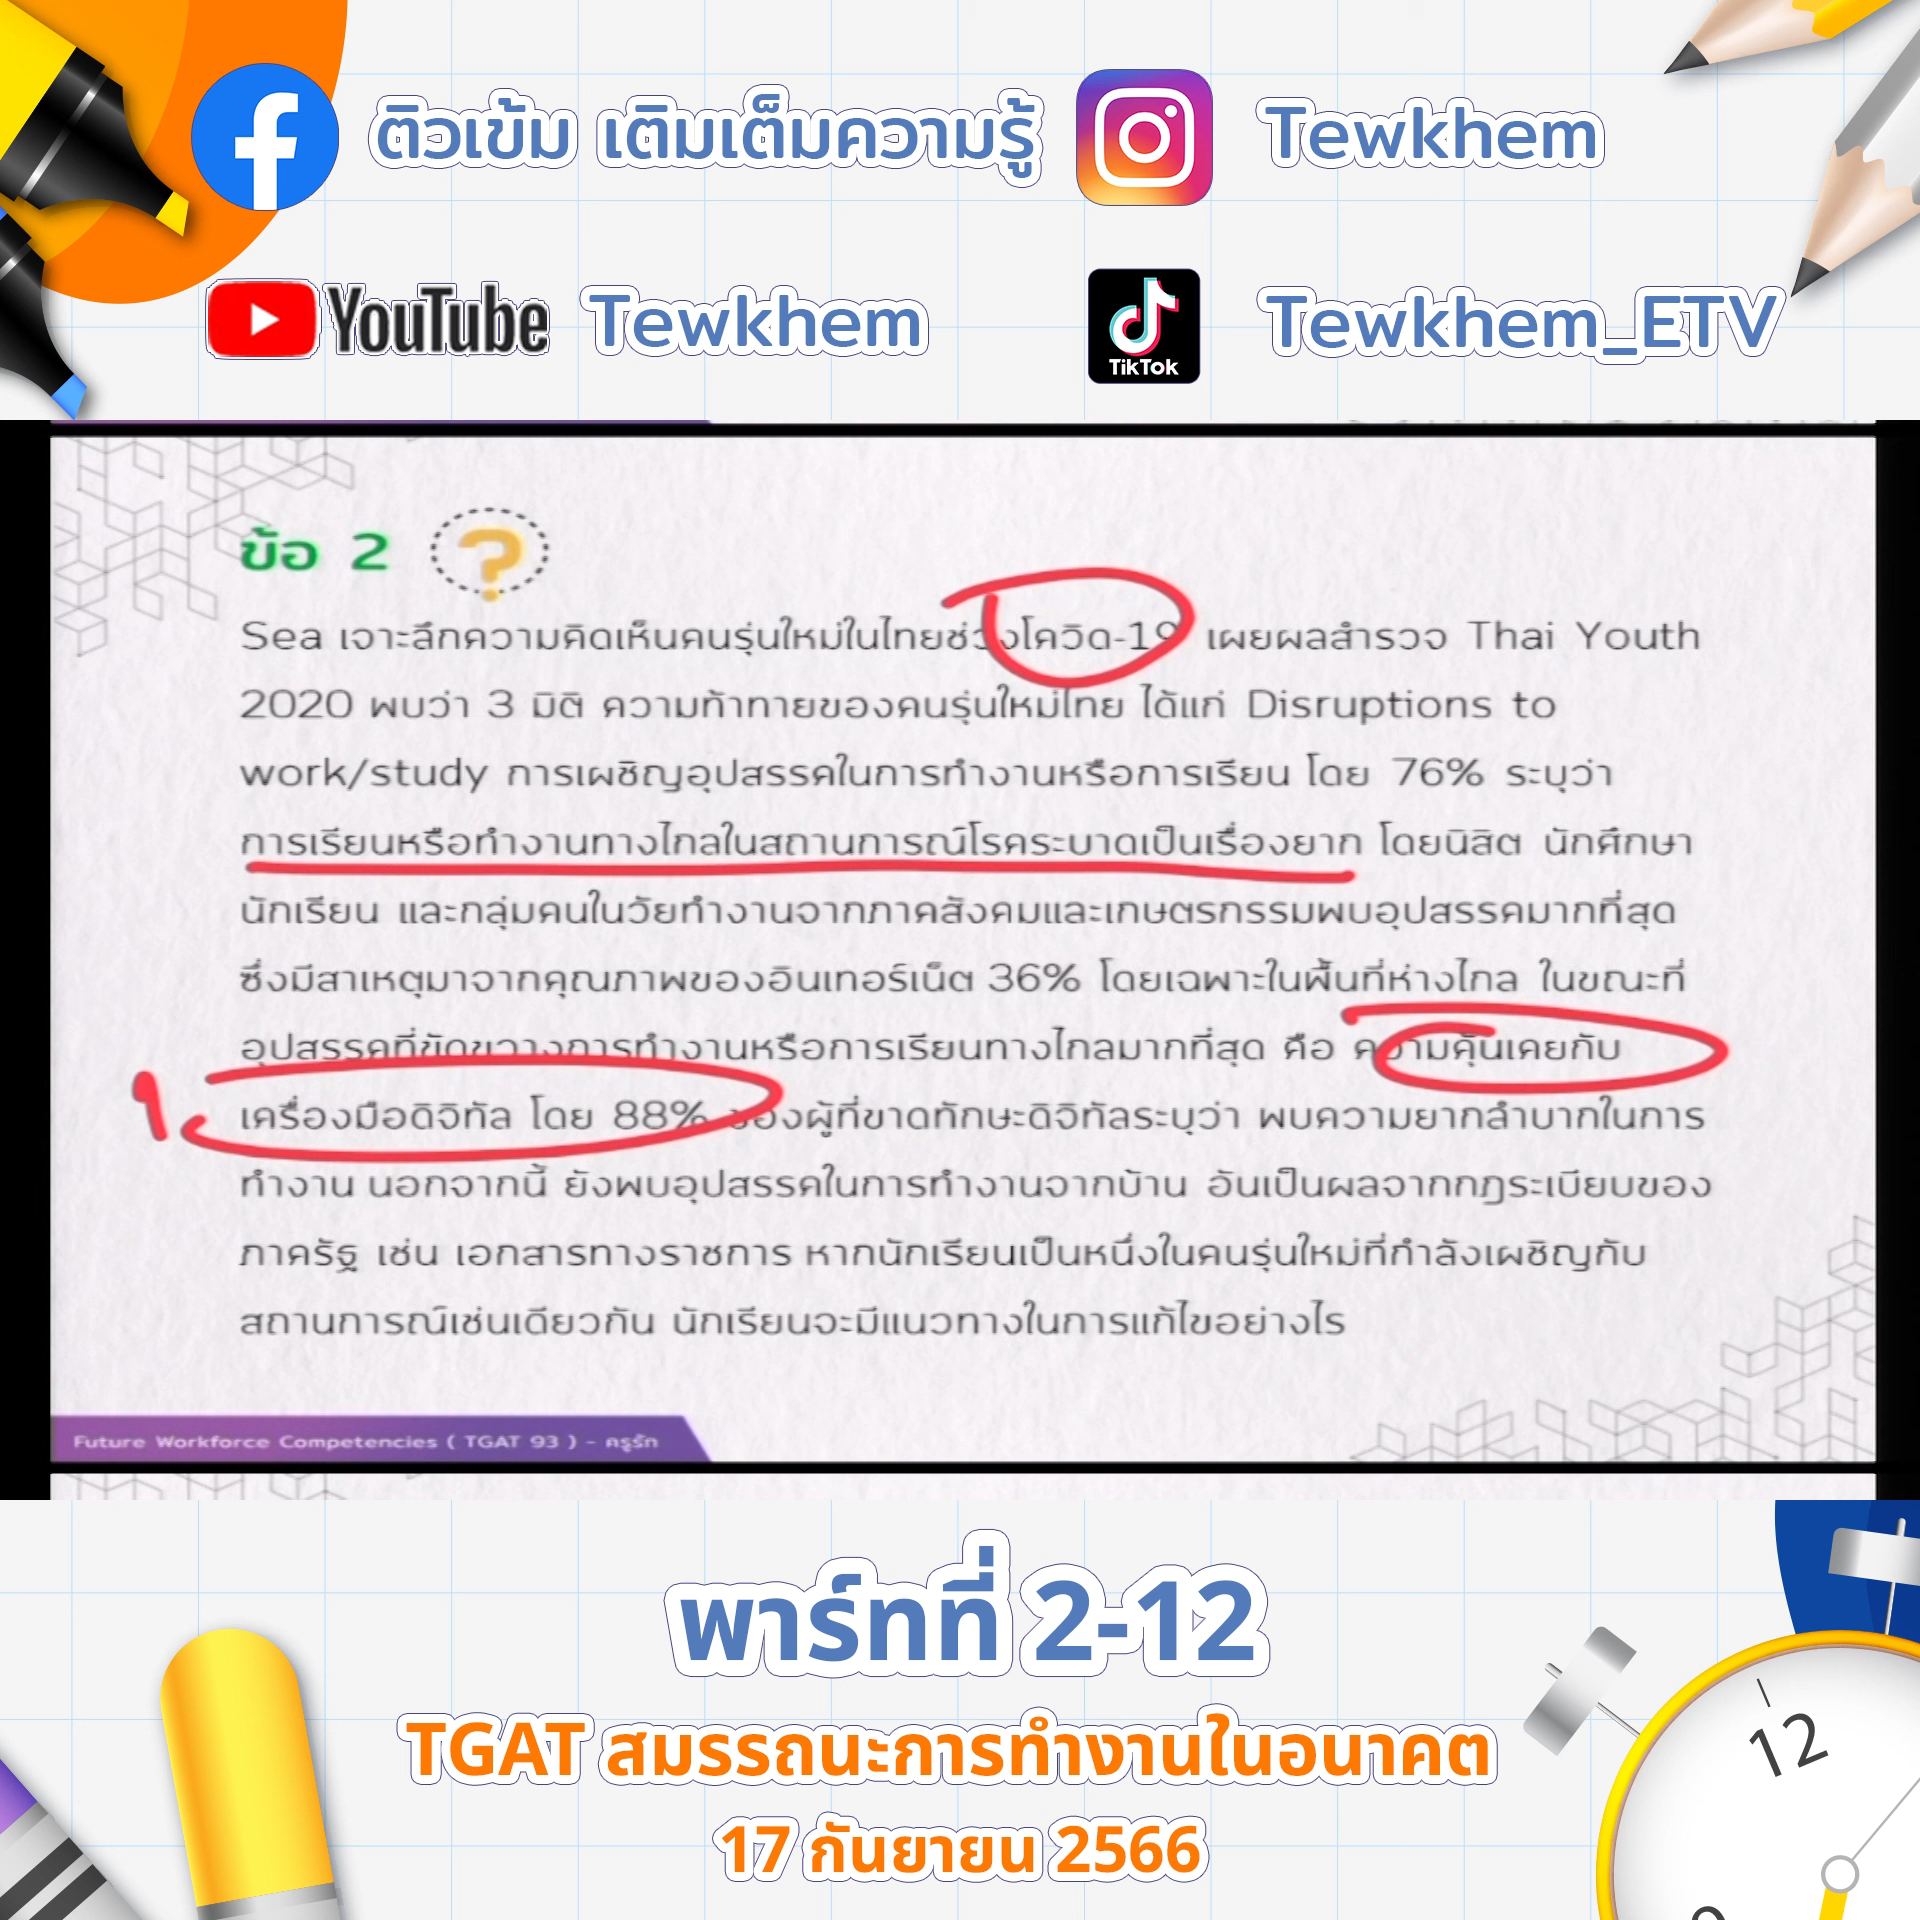 ติวเข้ม เติมเต็มความรู้
Tewkhem
YouTube Tewkhem
TikTok
Tewkhem_ETV
ข้อ 2 ?
Sea เจาะลึกความคิดเห็นคนรุ่นใหม่ในไทยช่วงโควิด-19 เผยผลสำรวจ Thai Youth
2020 พบว่า 3 มิติ ความท้าทายของคนรุ่นใหม่ไทย ได้แก่ Disruptions to
work/study การเผชิญอุปสรรคในการทำงานหรือการเรียน โดย 76% ระบุว่า
การเรียนหรือทำงานทางไกลในสถานการณ์โรคระบาดเป็นเรื่องยาก โดยนิสิต นักศึกษา
นักเรียน และกลุ่มคนในวัยทำงานจากภาคสังคมและเกษตรกรรมพบอุปสรรคมากที่สุด
ซึ่งมีสาเหตุมาจากคุณภาพของอินเทอร์เน็ต 36% โดยเฉพาะในพื้นที่ห่างไกล ในขณะที่
อุปสรรคที่ขัดขวางการทำงานหรือการเรียนทางไกลมากที่สุด คือ ความคุ้นเคยกับ
1.
เครื่องมือดิจิทัล โดย 88% ของผู้ที่ขาดทักษะดิจิทัลระบุว่า พบความยากลำบากในการ
ทำงาน นอกจากนี้ ยังพบอุปสรรคในการทำงานจากบ้าน อันเป็นผลจากกฎระเบียบของ
ภาครัฐ เช่น เอกสารทางราชการ หากนักเรียนเป็นหนึ่งในคนรุ่นใหม่ที่กำลังเผชิญกับ
สถานการณ์เช่นเดียวกัน นักเรียนจะมีแนวทางในการแก้ไขอย่างไร
Future Workforce Competencies ( TGAT 93 ) - ครูรัก
พาร์ทที่ 2-12
TGAT สมรรถนะการทำงานในอนาคต
17 กันยายน 2566
12